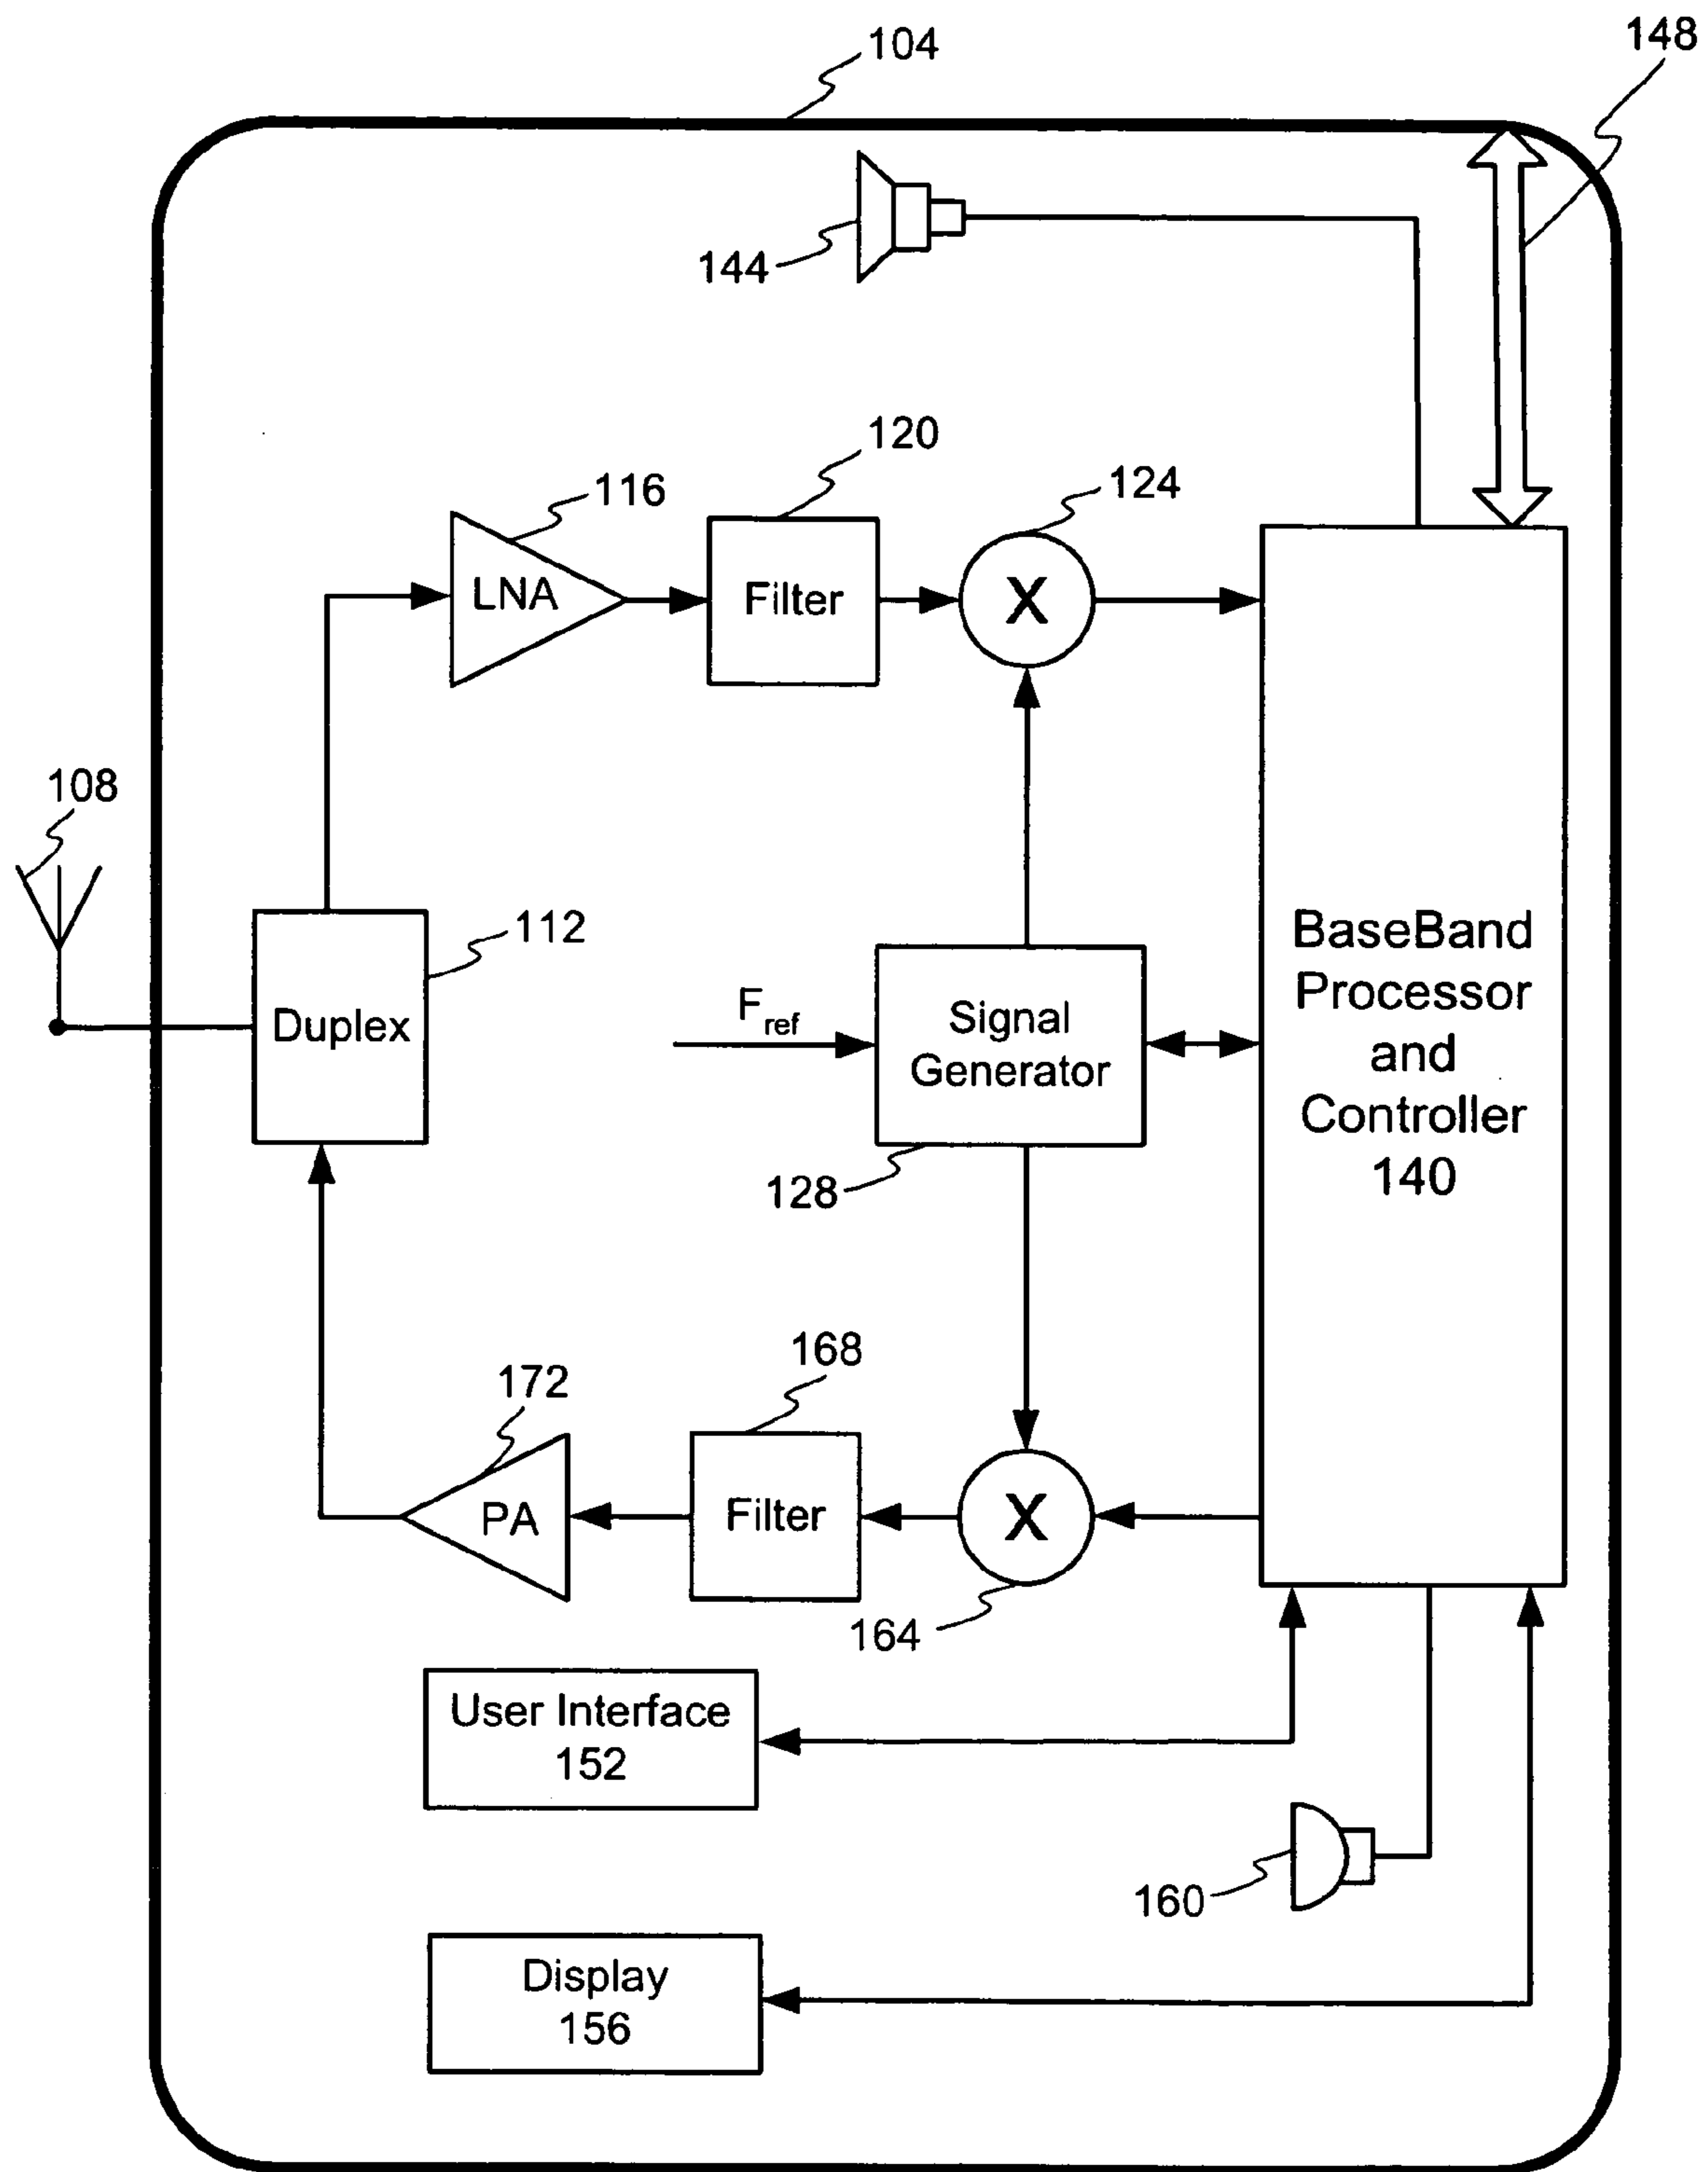 104
148
144
120
124
116
LNA
Filter
X
108
112
Duplex
F_ref
Signal
Generator
128
BaseBand
Processor
and
Controller
140
168
172
PA
Filter
X
164
User Interface
152
160
Display
156